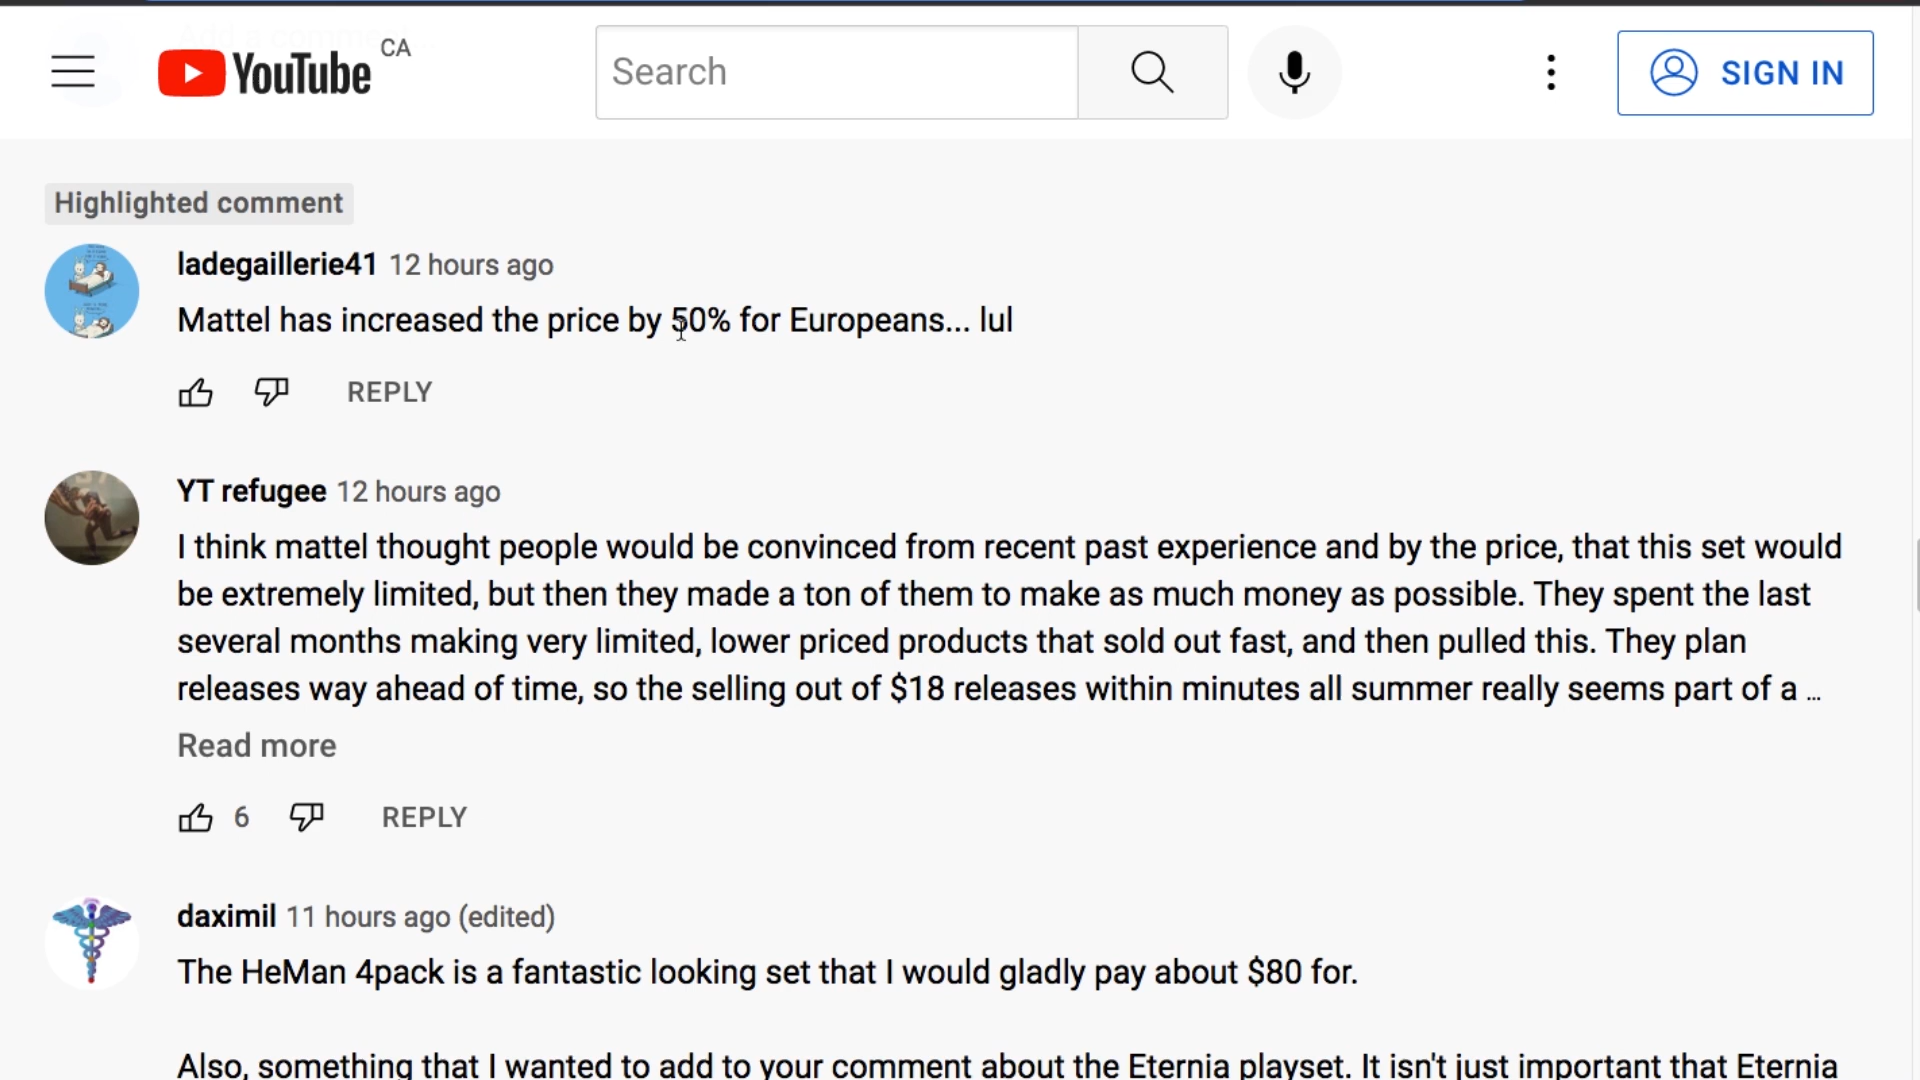 Add a comment...
YouTube CA
Search
SIGN IN
Highlighted comment
ladegaillerie41 12 hours ago
Mattel has increased the price by 50% for Europeans... lul
REPLY
YT refugee 12 hours ago
I think mattel thought people would be convinced from recent past experience and by the price, that this set would
be extremely limited, but then they made a ton of them to make as much money as possible. They spent the last
several months making very limited, lower priced products that sold out fast, and then pulled this. They plan
releases way ahead of time, so the selling out of $18 releases within minutes all summer really seems part of a ...
Read more
6 REPLY
daximil 11 hours ago (edited)
The HeMan 4pack is a fantastic looking set that I would gladly pay about $80 for.
Also, something that I wanted to add to your comment about the Eternia playset. It isn't just important that Eternia